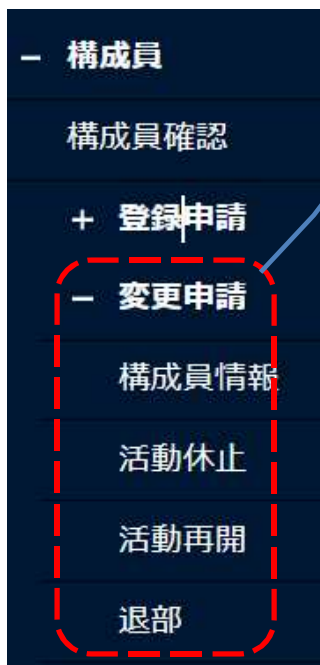 − 構成員
構成員確認
+ 登録申請
− 変更申請
構成員情報
活動休止
活動再開
退部